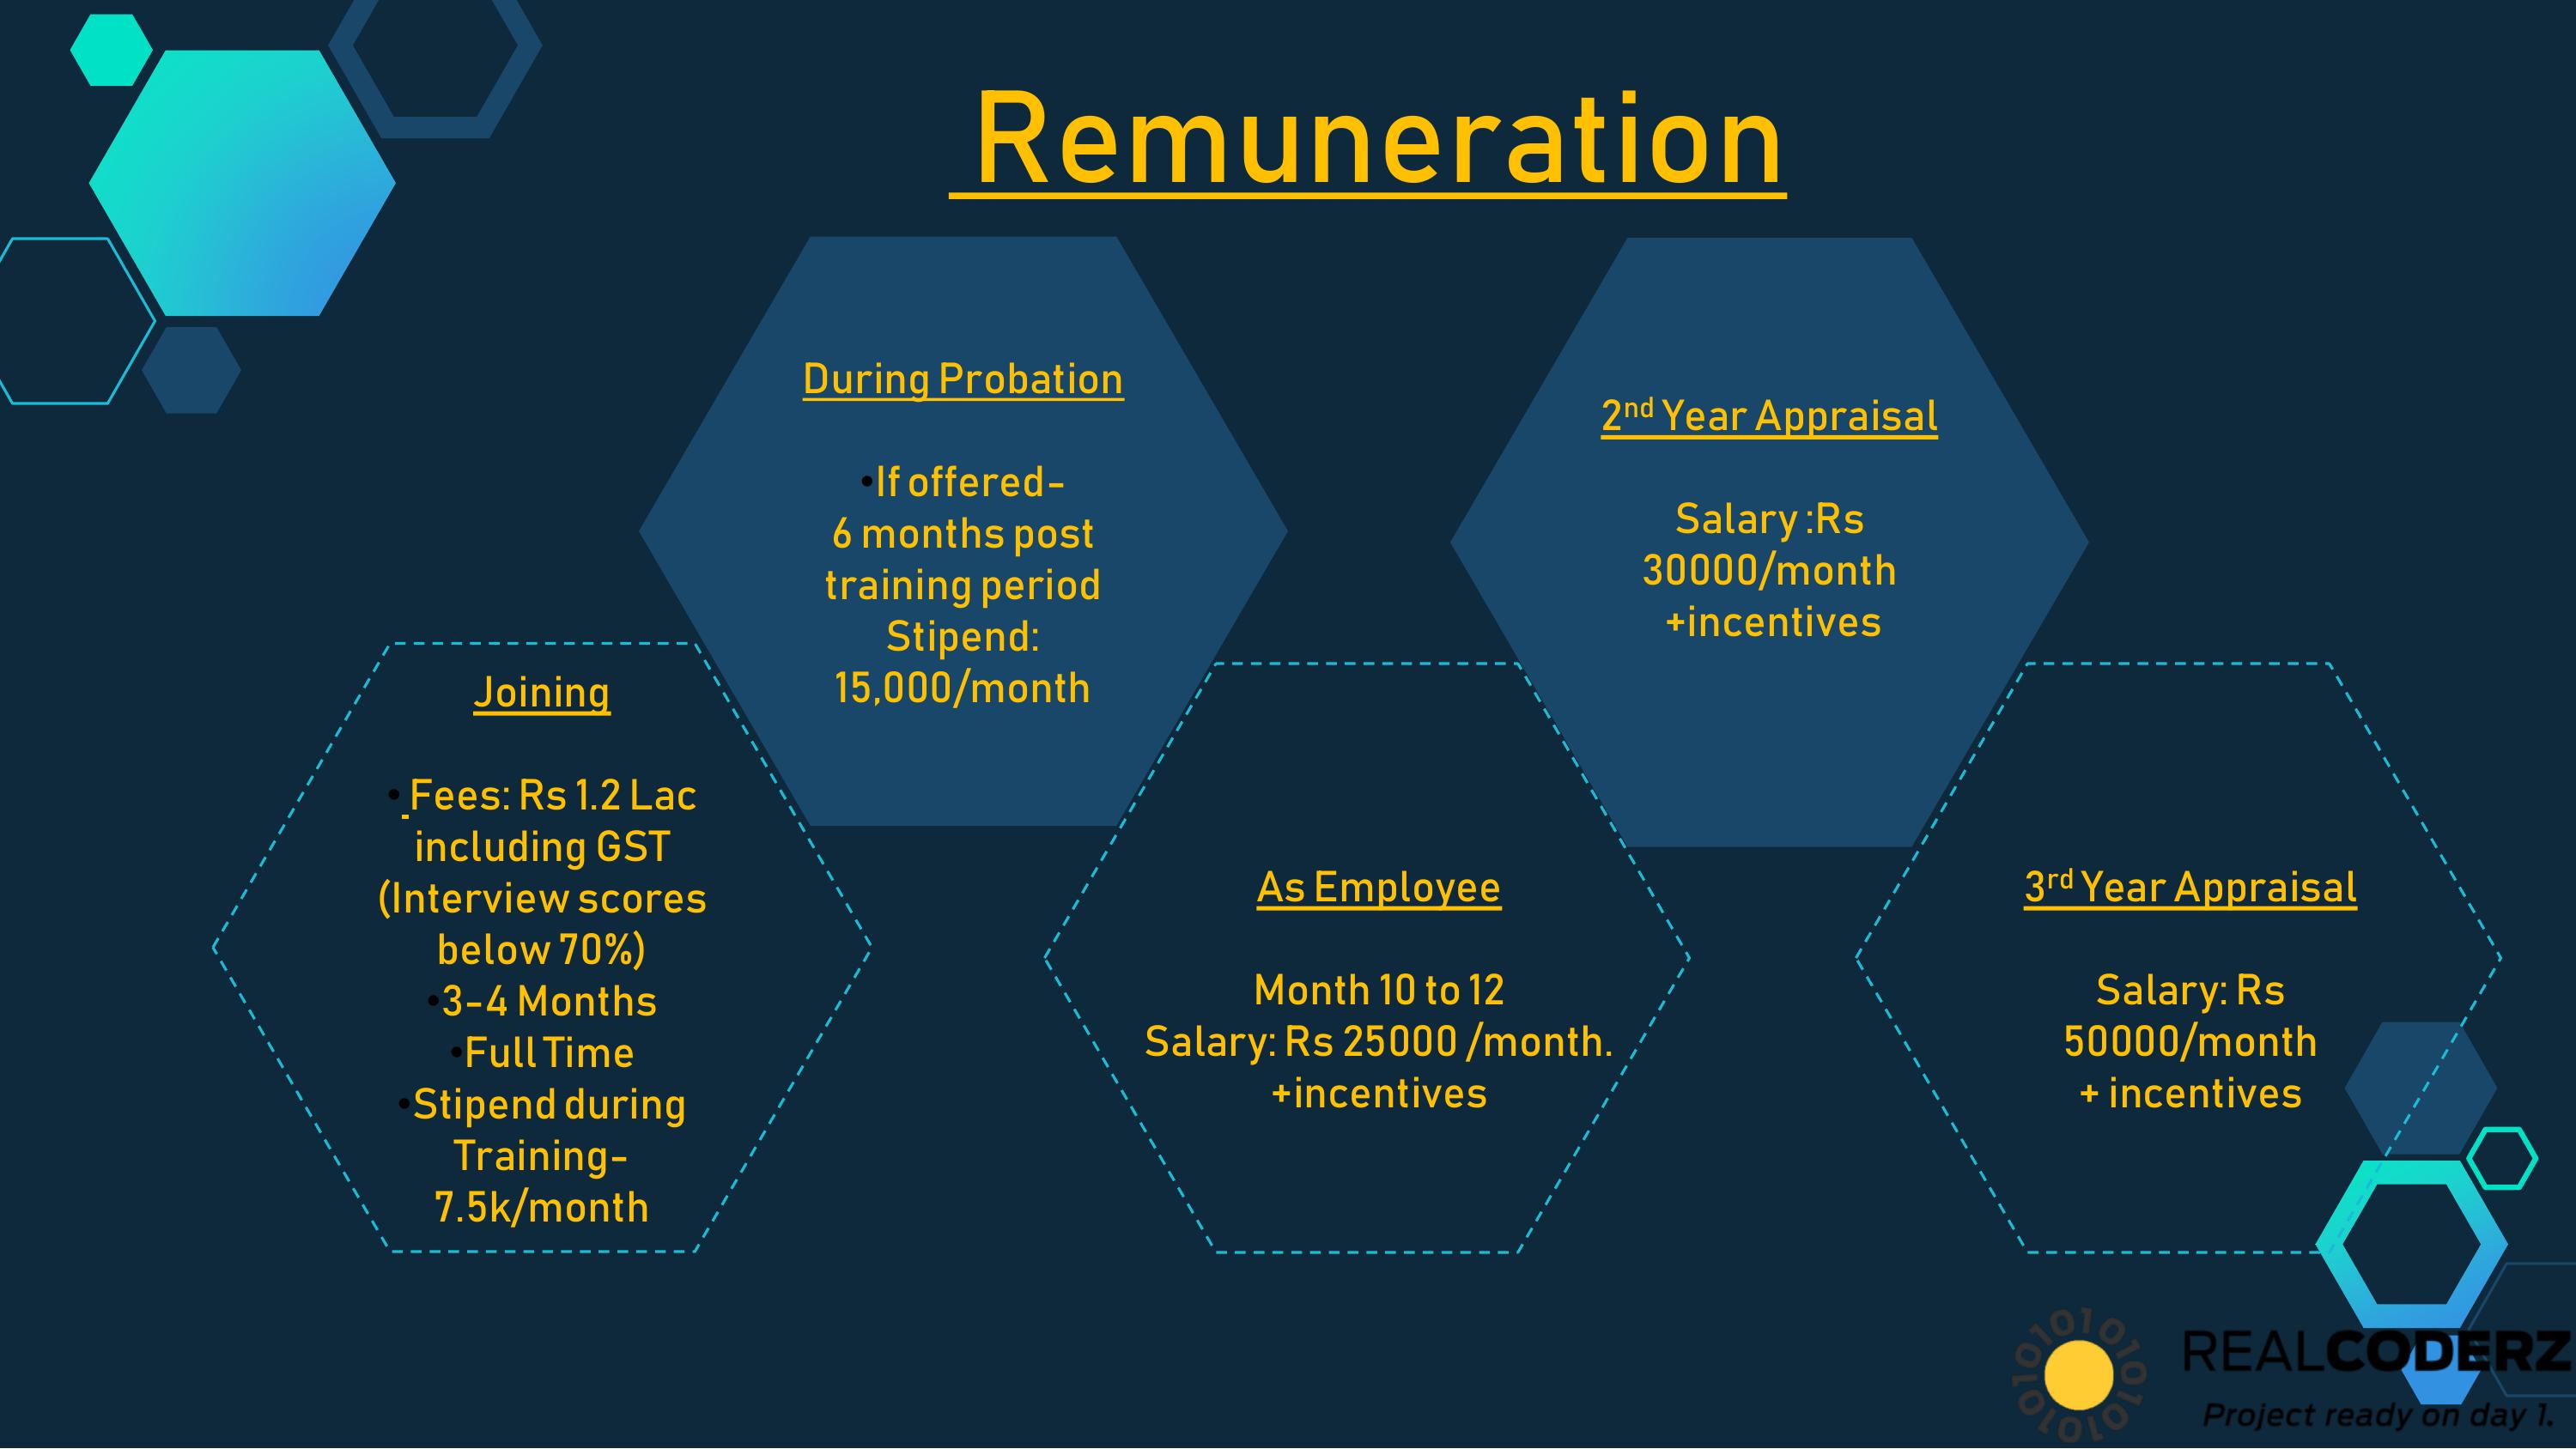 Remuneration
Joining
• Fees: Rs 1.2 Lac
including GST
(Interview scores
below 70%)
•3-4 Months
•Full Time
•Stipend during
Training-
7.5k/month
During Probation
•If offered-
6 months post
training period
Stipend:
15,000/month
As Employee
Month 10 to 12
Salary: Rs 25000 /month.
+incentives
2nd Year Appraisal
Salary :Rs
30000/month
+incentives
3rd Year Appraisal
Salary: Rs
50000/month
+ incentives
REALCODERZ
Project ready on day 1.